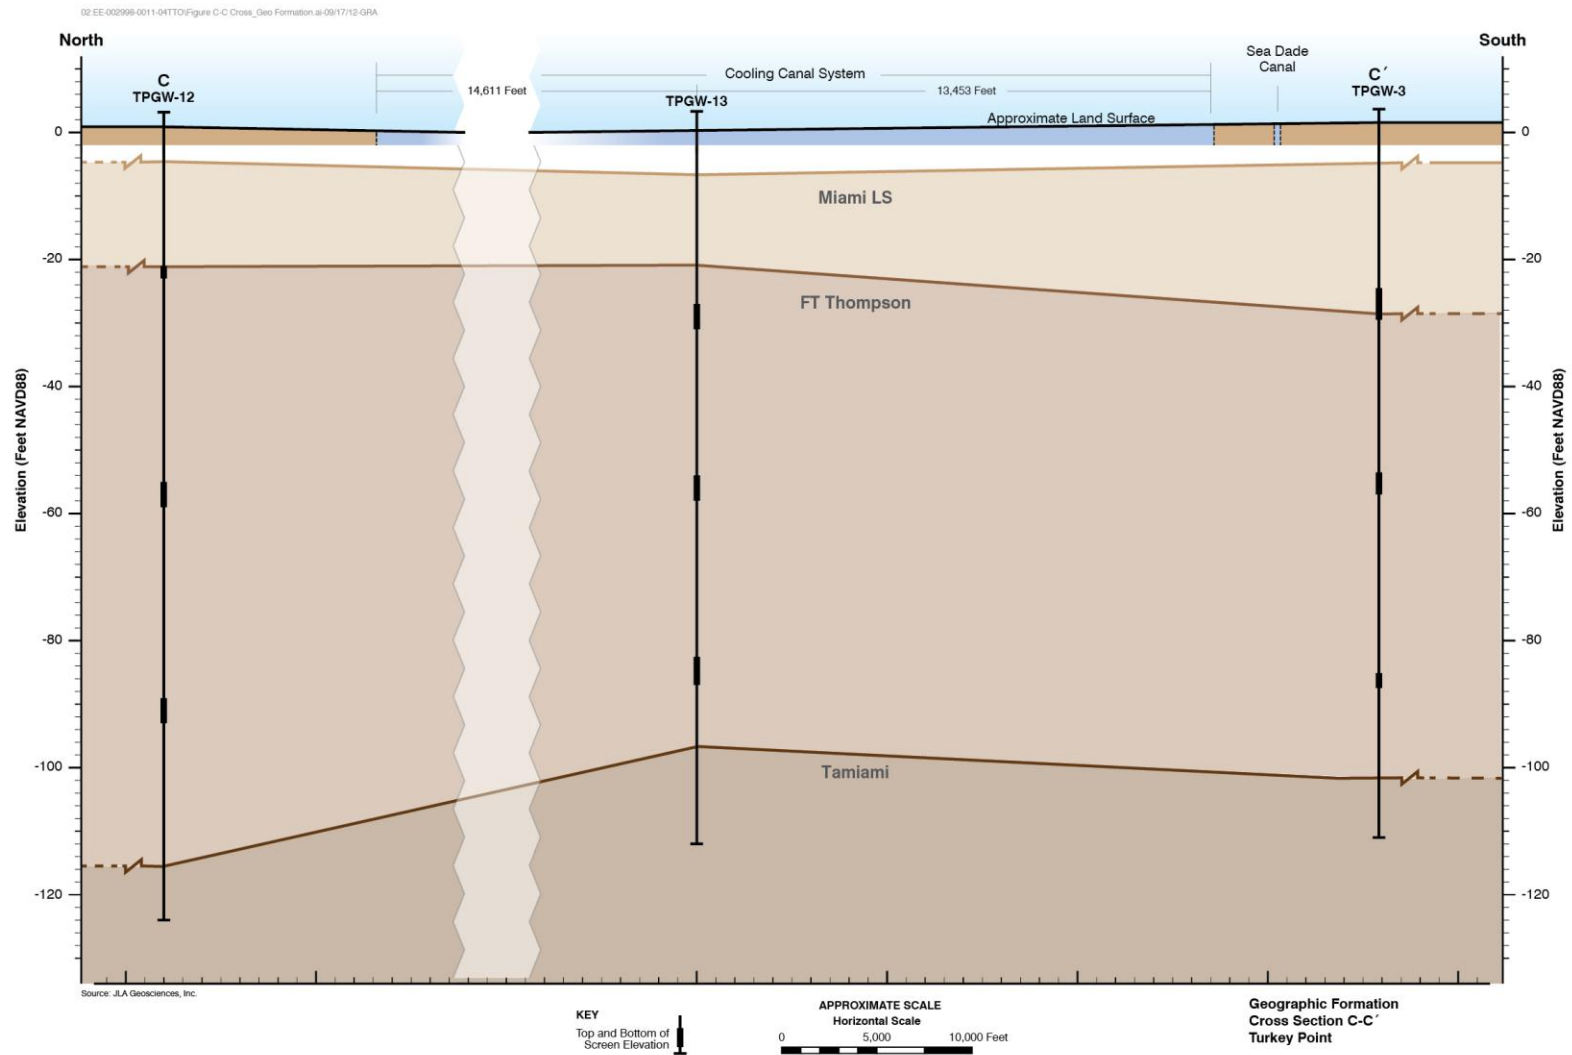 02:EE-002998-0011-04TTO\Figure C-C Cross_Geo Formation.ai-09/17/12-GRA
North
South
C
TPGW-12
14,611 Feet
Cooling Canal System
TPGW-13
13,453 Feet
Sea Dade
Canal
C´
TPGW-3
Approximate Land Surface
0
-20
-40
-60
-80
-100
-120
Elevation (Feet NAVD88)
Miami LS
FT Thompson
Tamiami
0
-20
-40
-60
-80
-100
-120
Elevation (Feet NAVD88)
Source: JLA Geosciences, Inc.
KEY
Top and Bottom of
Screen Elevation
APPROXIMATE SCALE
Horizontal Scale
0 5,000 10,000 Feet
Geographic Formation
Cross Section C-C´
Turkey Point